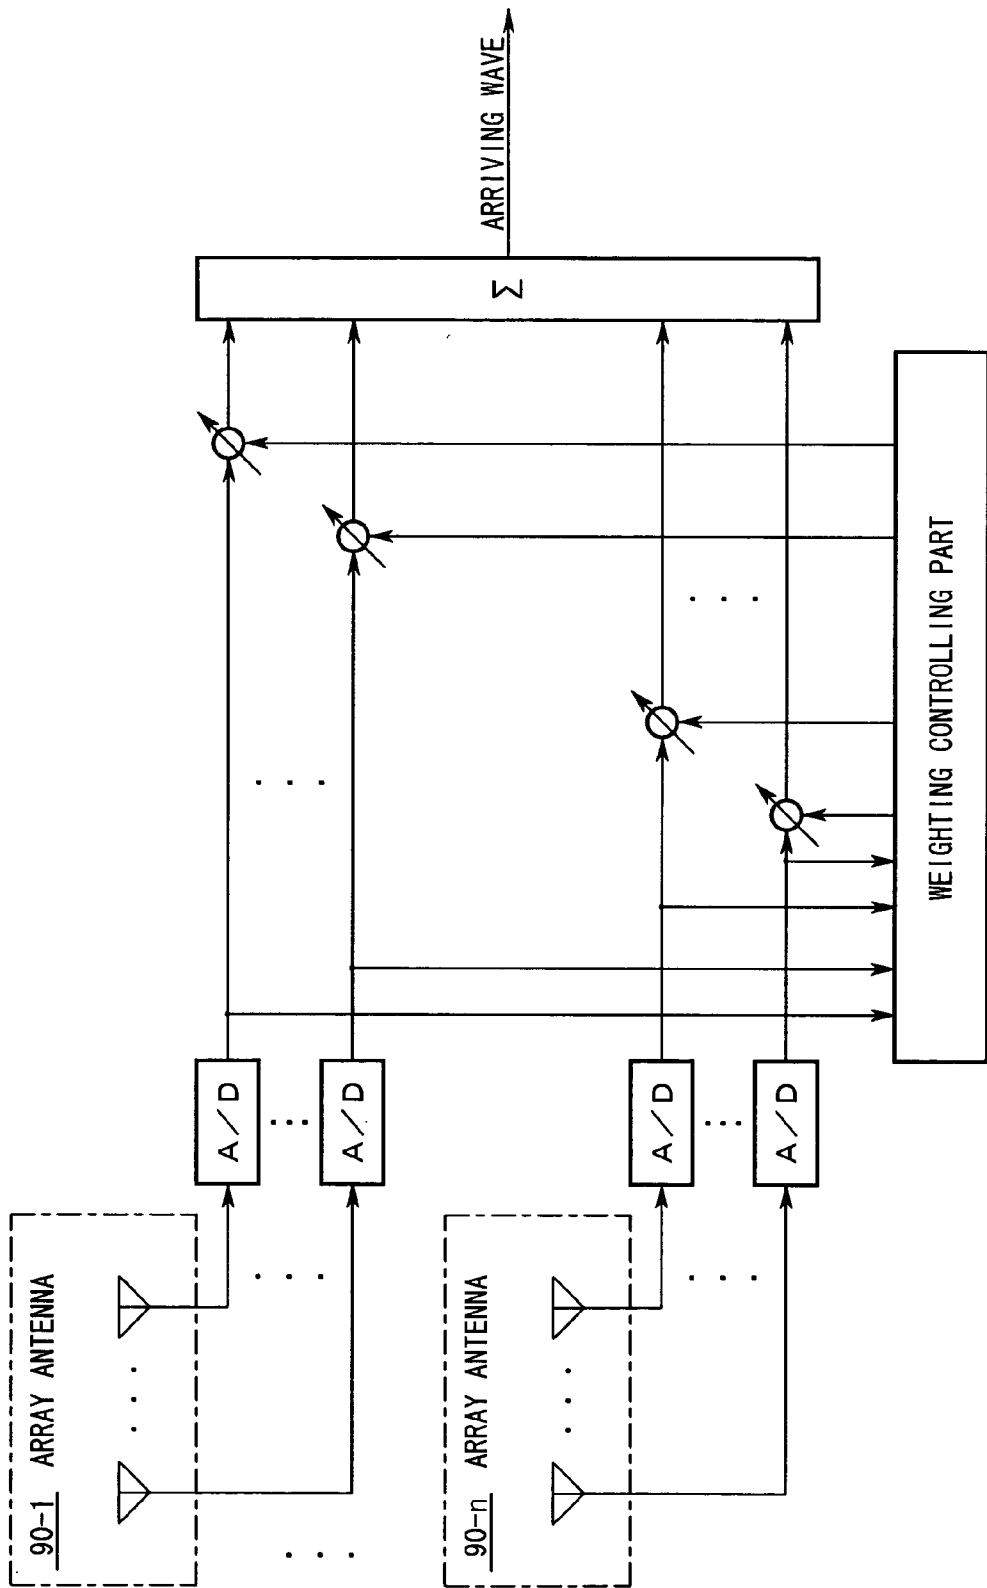 90-1 ARRAY ANTENNA
A/D
A/D
90-n ARRAY ANTENNA
A/D
A/D
WEIGHTING CONTROLLING PART
Σ
ARRIVING WAVE